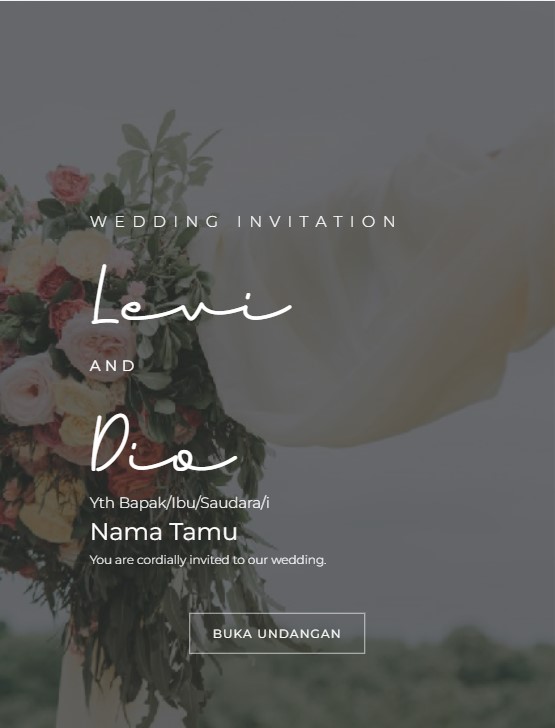 WEDDING INVITATION
Levi
AND
Dio
Yth Bapak/Ibu/Saudara/i
Nama Tamu
You are cordially invited to our wedding.
BUKA UNDANGAN